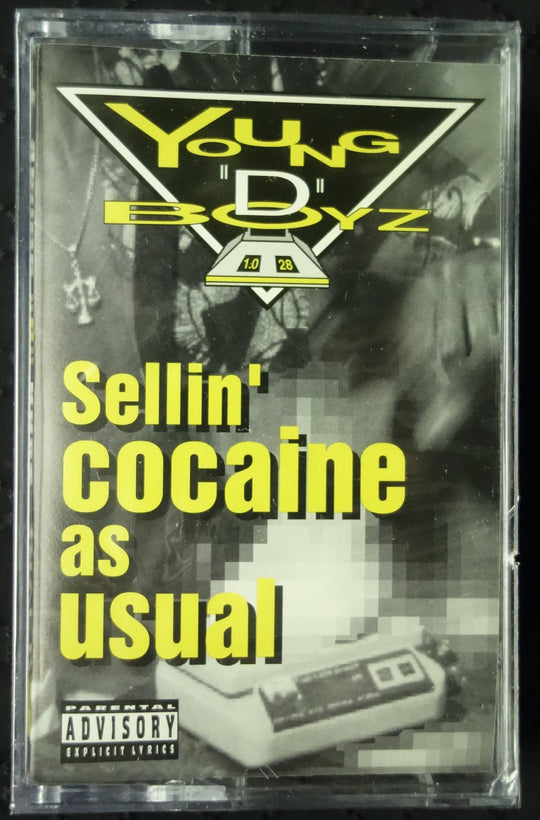 YOUNG
"D"
BOYZ
1.0 28
Sellin'
cocaine
as
usual
PARENTAL
ADVISORY
EXPLICIT LYRICS